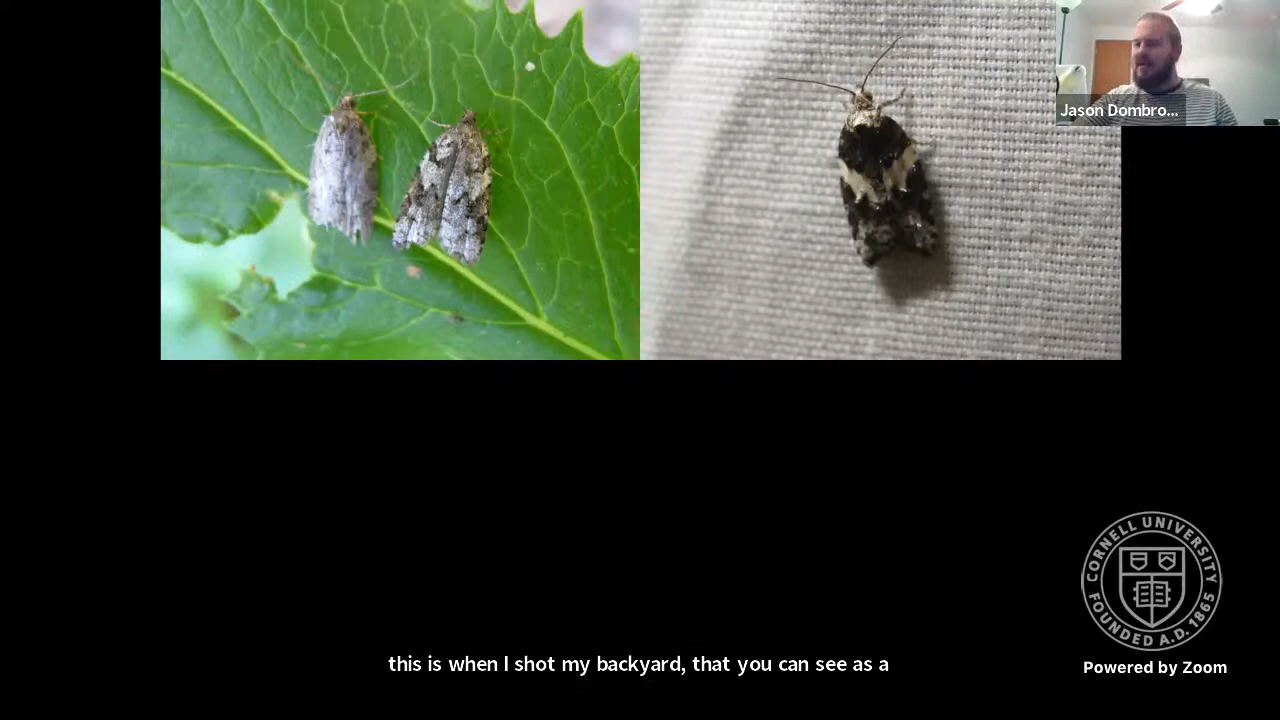 Jason Dombro...
CORNELL UNIVERSITY
FOUNDED A.D. 1865
this is when I shot my backyard, that you can see as a
Powered by Zoom